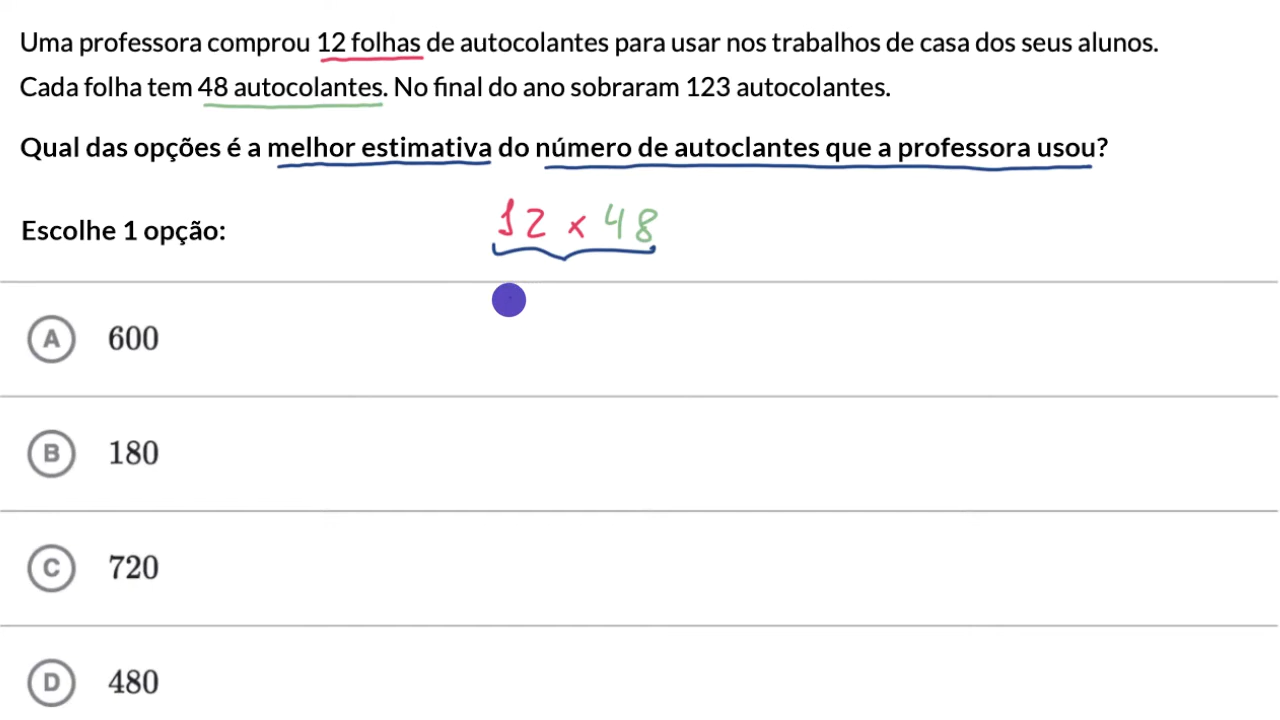 Uma professora comprou 12 folhas de autocolantes para usar nos trabalhos de casa dos seus alunos.
Cada folha tem 48 autocolantes. No final do ano sobraram 123 autocolantes.
Qual das opções é a melhor estimativa do número de autoclantes que a professora usou?
Escolhe 1 opção:
12 × 48
A 600
B 180
C 720
D 480